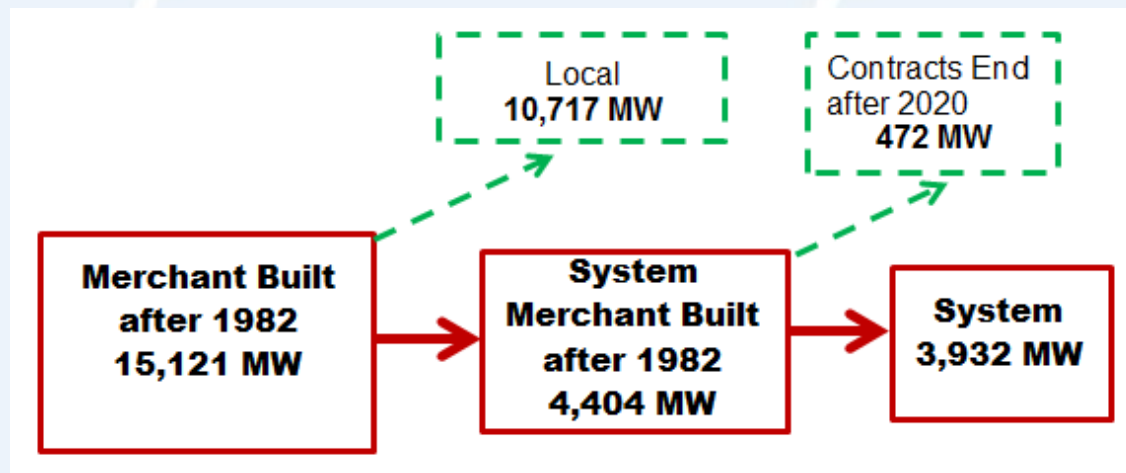 Local
10,717 MW
Contracts End
after 2020
472 MW
Merchant Built
after 1982
15,121 MW
System
Merchant Built
after 1982
4,404 MW
System
3,932 MW